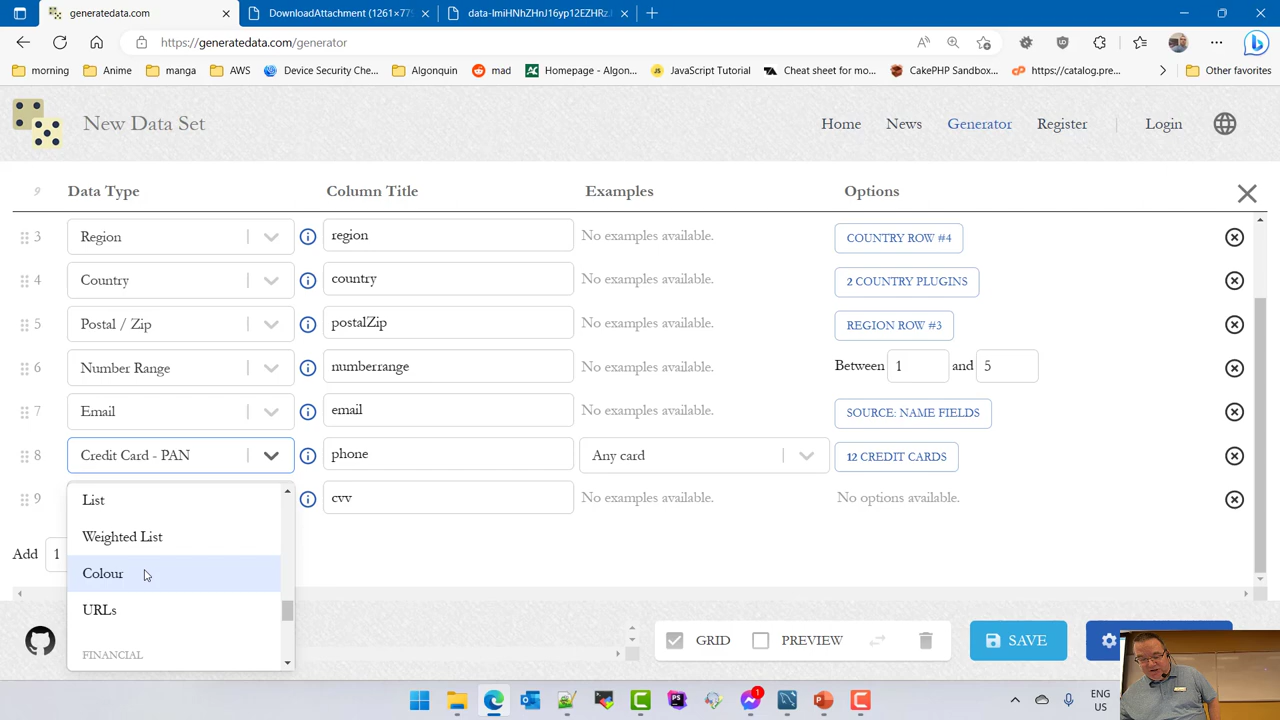 generatedata.com
DownloadAttachment (1261×775
https://generatedata.com/generator
morning
Anime
manga
AWS
Device Security Che...
Algonquin
mad
Homepage - Algon...
JavaScript Tutorial
Cheat sheet for mo...
CakePHP Sandbox...
https://catalog.pre...
Other favorites
New Data Set
Home
News
Generator
Register
Login
9
Data Type
Column Title
Examples
Options
3
Region
region
No examples available.
COUNTRY ROW #4
4
Country
country
No examples available.
2 COUNTRY PLUGINS
5
Postal / Zip
postalZip
No examples available.
REGION ROW #3
6
Number Range
numberrange
No examples available.
Between 1 and 5
7
Email
email
No examples available.
SOURCE: NAME FIELDS
8
Credit Card - PAN
phone
Any card
12 CREDIT CARDS
9
List
cvv
No examples available.
No options available.
Weighted List
Add 1
Colour
URLs
FINANCIAL
GRID
PREVIEW
SAVE
1
ENG
US